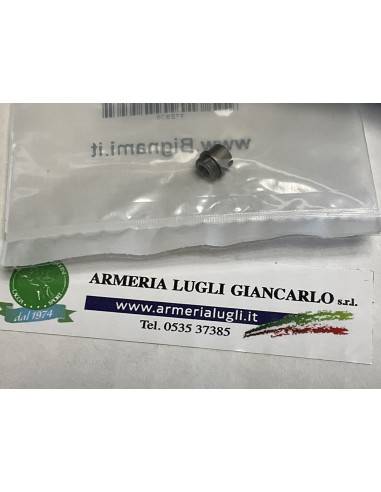 www.Bignami.it
ARMERIA LUGLI GIANCARLO s.r.l.
www.armerialugli.it
Tel. 0535 37385
dal 1974